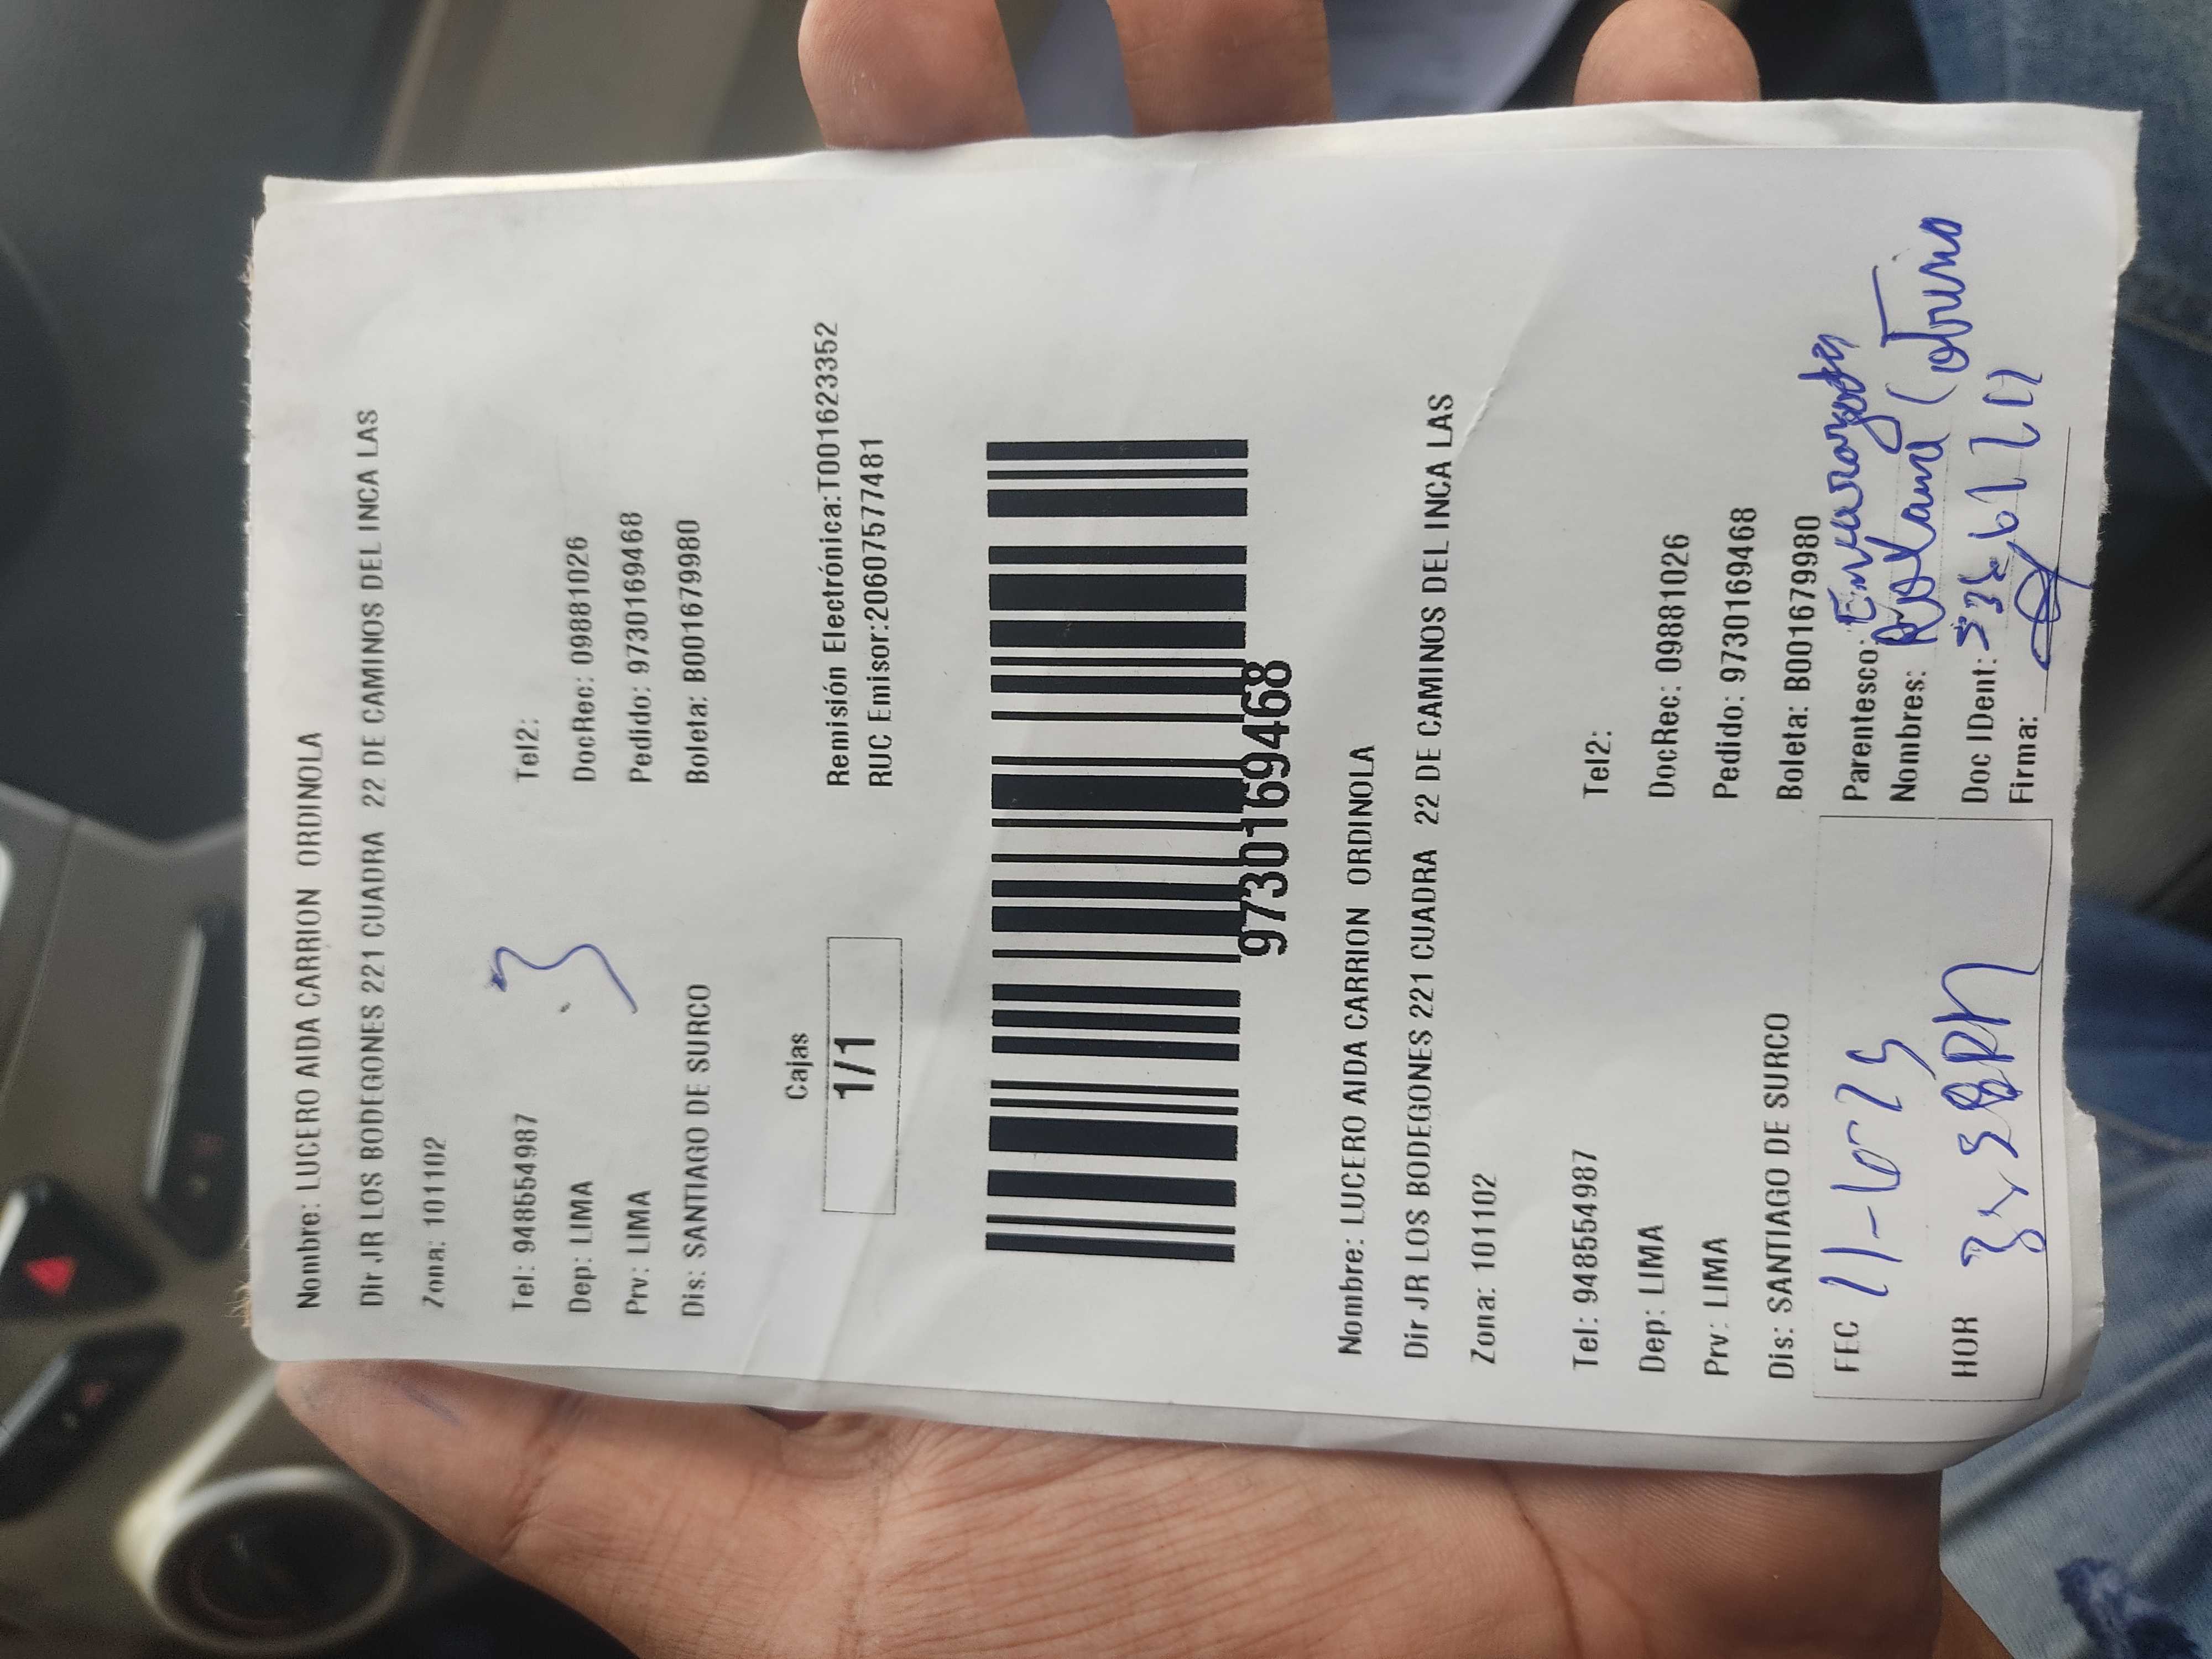 Nombre: LUCERO AIDA CARRION ORDINOLA
Dir JR LOS BODEGONES 221 CUADRA 22 DE CAMINOS DEL INCA LAS
Zona: 101102
3
Tel: 948554987 Tel2:
Dep: LIMA DocRec: 09881026
Prv: LIMA Pedido: 9730169468
Dis: SANTIAGO DE SURCO Boleta: B001679980
Cajas
1/1
Remisión Electrónica:T001623352
RUC Emisor:20607577481
9730169468
Nombre: LUCERO AIDA CARRION ORDINOLA
Dir JR LOS BODEGONES 221 CUADRA 22 DE CAMINOS DEL INCA LAS
Zona: 101102
Tel: 948554987 Tel2:
Dep: LIMA DocRec: 09881026
Prv: LIMA Pedido: 9730169468
Dis: SANTIAGO DE SURCO Boleta: B001679980
FEC 11-10-25 Parentesco:
Nombres:
HOR Doc IDent:
Firma: